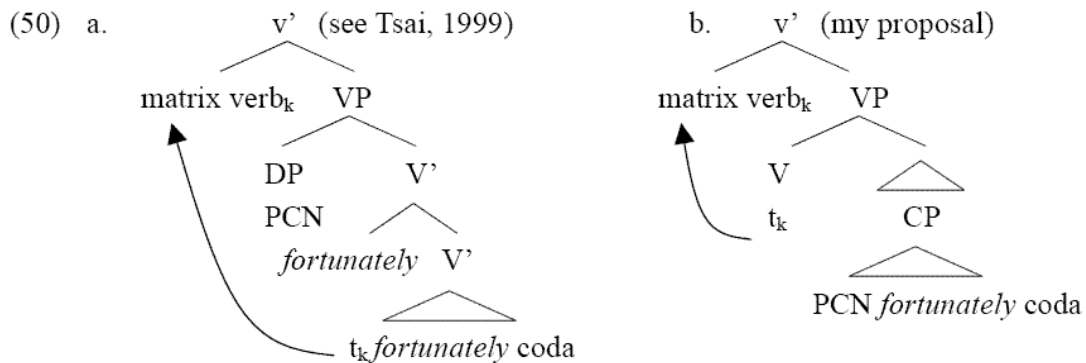 (50) a. v’ (see Tsai, 1999) b. v’ (my proposal)
matrix verbk VP matrix verbk VP
DP V’ V
PCN tk CP
fortunately V’
PCN fortunately coda
tk fortunately coda